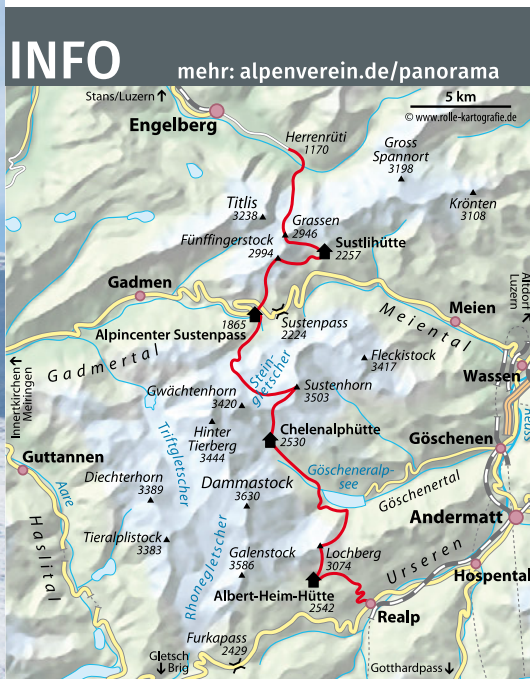 INFO
mehr: alpenverein.de/panorama
Stans/Luzern
5 km
© www.rolle-kartografie.de
Engelberg
Herrenrüti
1170
Gross
Spannort
3198
Krönten
3108
Titlis
3238
Grassen
2946
Fünffingerstock
2994
Sustlihütte
2257
Gadmen
Altdorf
Luzern
1865
Alpincenter Sustenpass
Sustenpass
2224
Meien
Meiental
Gadmertal
Stein-
gletscher
Fleckistock
3417
Wassen
Innertkirchen
Meiringen
Sustenhorn
3503
Gwächtenhorn
3420
Reuss
Hinter
Tierberg
3444
Chelenalphütte
2530
Triftgletscher
Göschenen
Guttannen
Göscheneralp-
see
Göschenertal
Diechterhorn
3389
Dammastock
3630
Aare
Andermatt
Haslital
Tieralplistock
3383
Rhonegletscher
Lochberg
3074
Urseren
Galenstock
3586
Hospental
Albert-Heim-Hütte
2542
Realp
Furkapass
2429
Gletsch
Brig
Gotthardpass